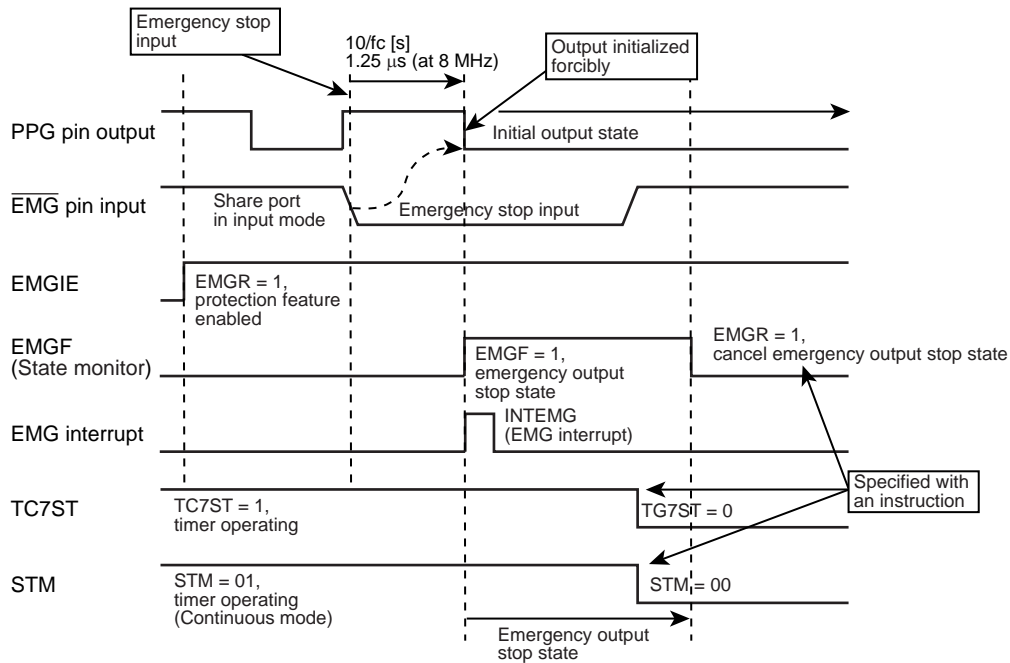 Emergency stop
input
10/fc [s]
1.25 μs (at 8 MHz)
Output initialized
forcibly
PPG pin output
Initial output state
EMG pin input
Share port
in input mode
Emergency stop input
EMGIE
EMGR = 1,
protection feature
enabled
EMGF
(State monitor)
EMGF = 1,
emergency output
stop state
EMGR = 1,
cancel emergency output stop state
EMG interrupt
INTEMG
(EMG interrupt)
Specified with
an instruction
TC7ST
TC7ST = 1,
timer operating
TG7ST = 0
STM
STM = 01,
timer operating
(Continuous mode)
STM = 00
Emergency output
stop state